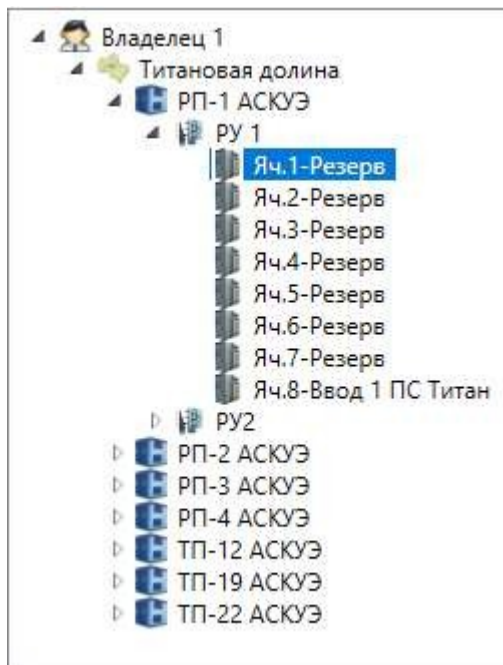 Владелец 1
Титановая долина
РП-1 АСКУЭ
РУ 1
Яч.1-Резерв
Яч.2-Резерв
Яч.3-Резерв
Яч.4-Резерв
Яч.5-Резерв
Яч.6-Резерв
Яч.7-Резерв
Яч.8-Ввод 1 ПС Титан
РУ2
РП-2 АСКУЭ
РП-3 АСКУЭ
РП-4 АСКУЭ
ТП-12 АСКУЭ
ТП-19 АСКУЭ
ТП-22 АСКУЭ